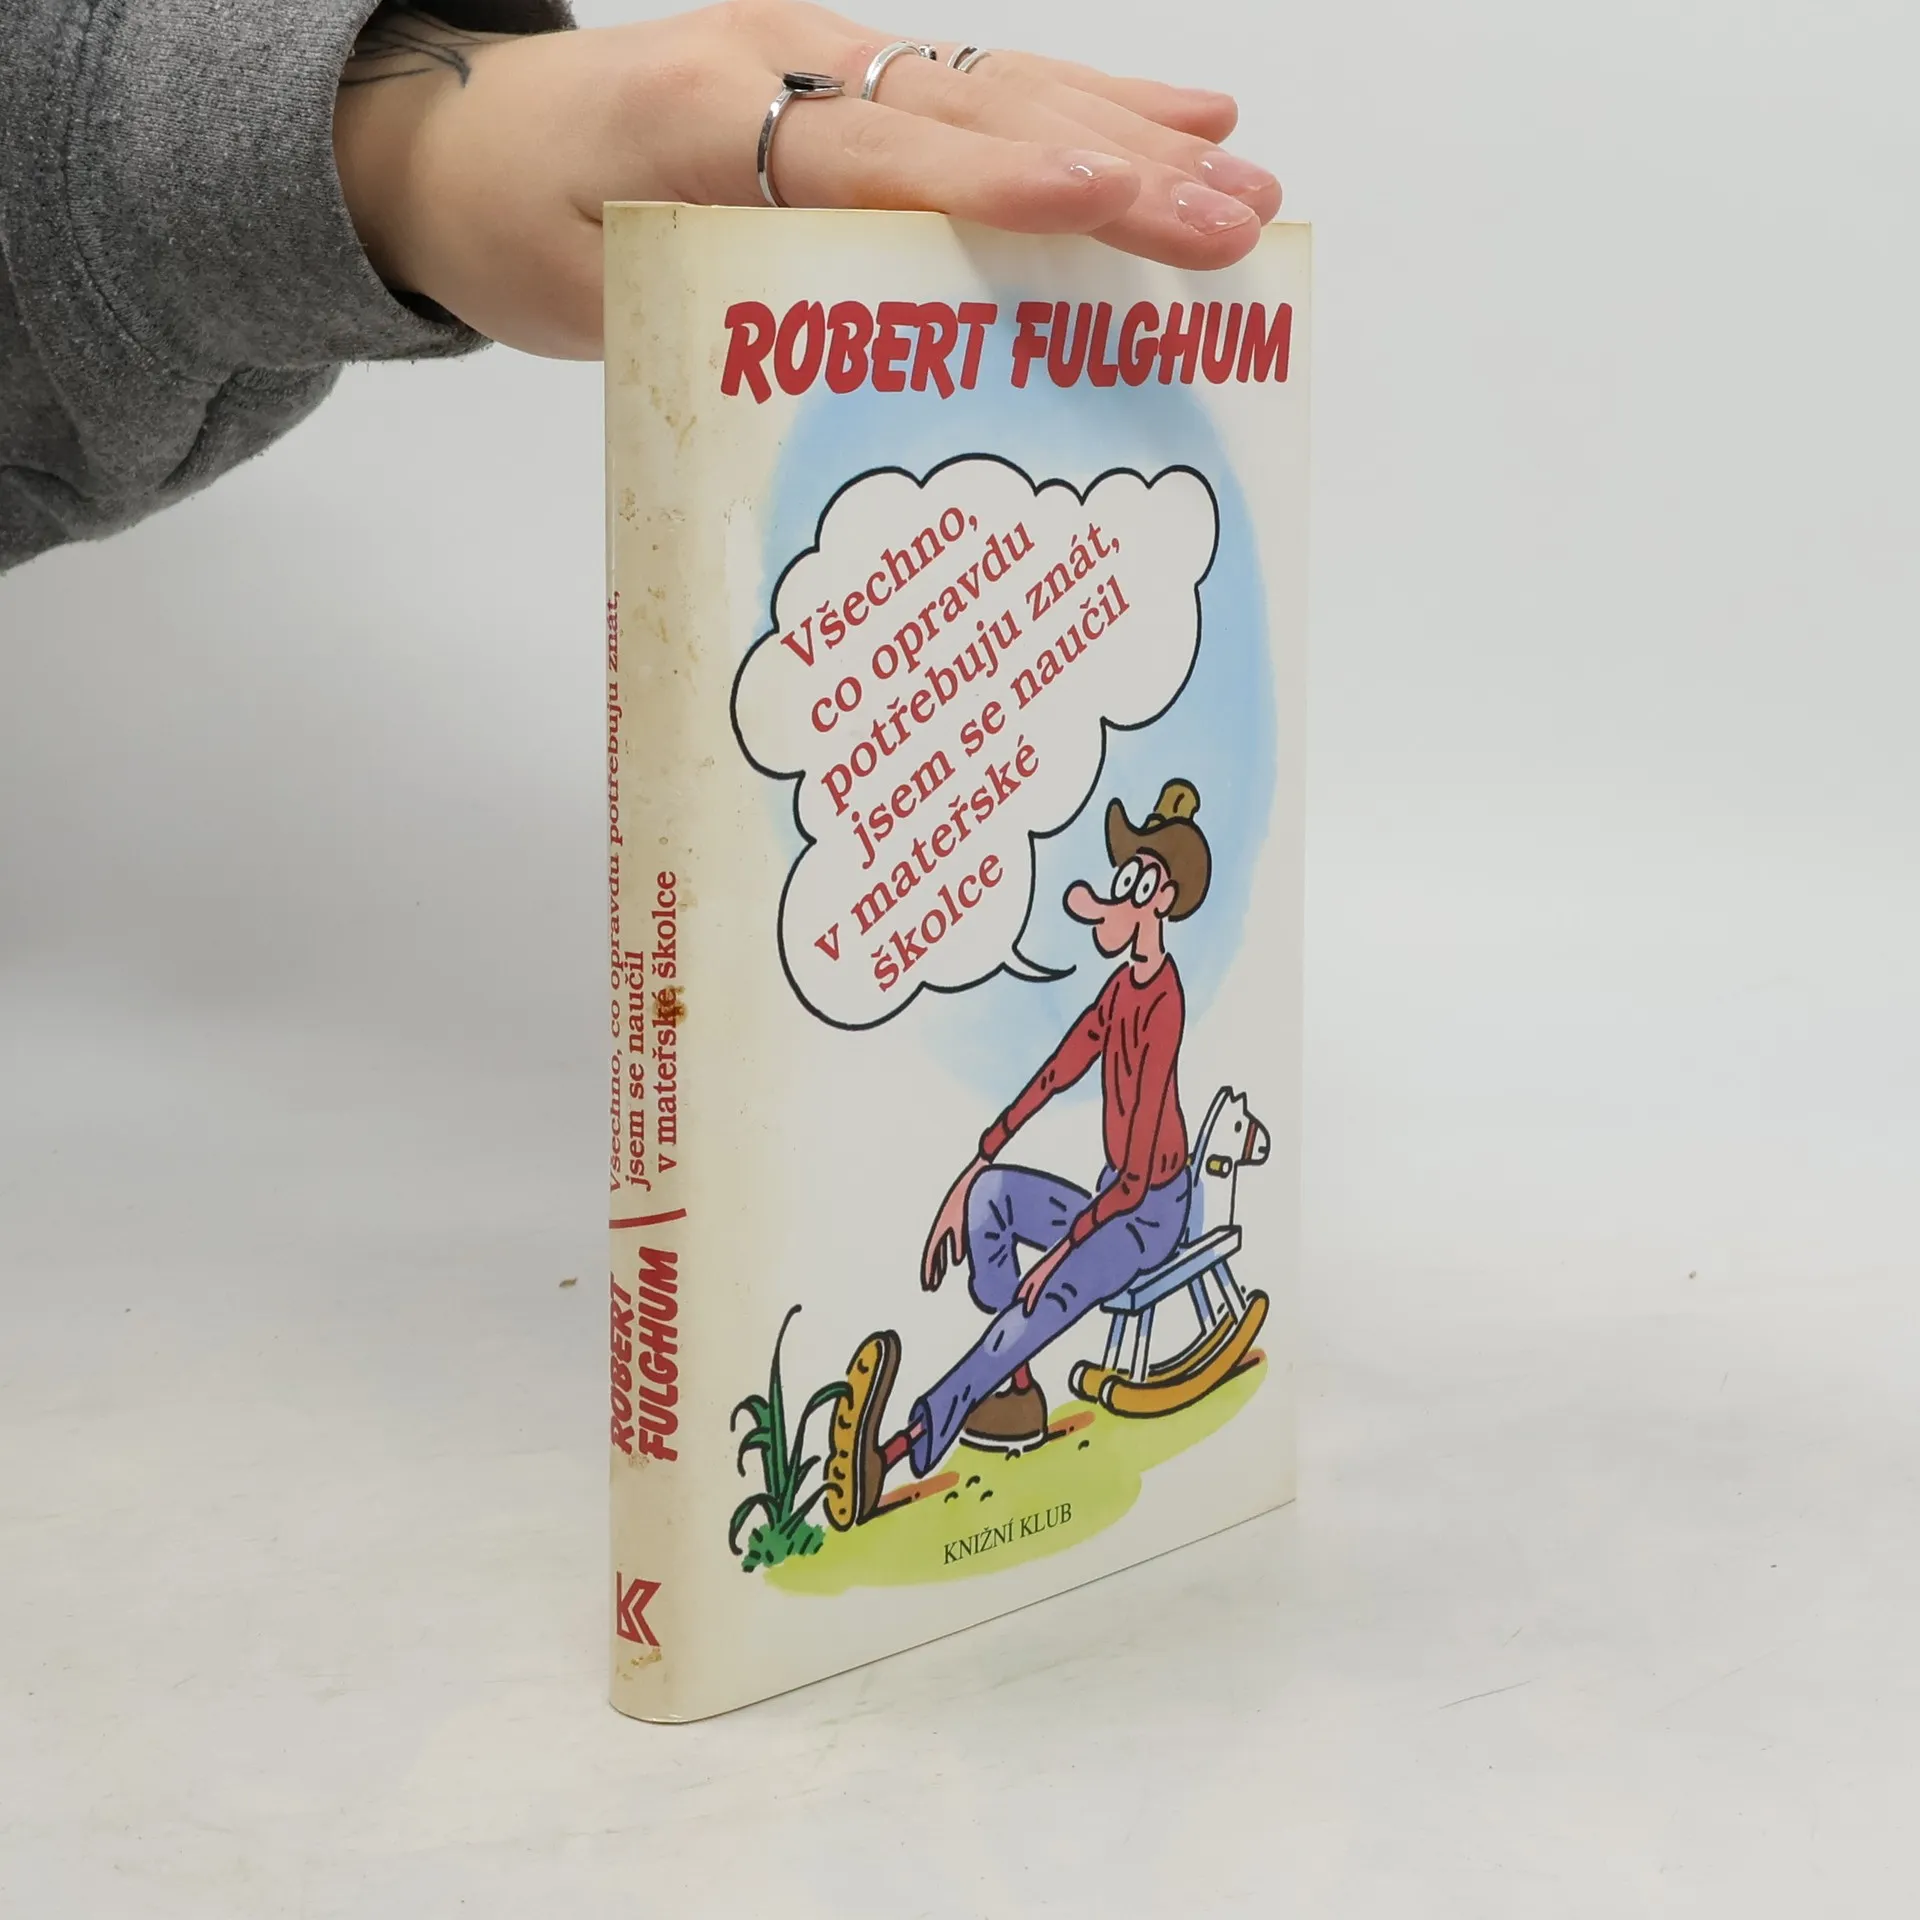 ROBERT FULGHUM
Všechno,
co opravdu
potřebuju znát,
jsem se naučil
v mateřské
školce
KNIŽNÍ KLUB
Všechno, co opravdu potřebuju znát,
jsem se naučil
v mateřské školce
ROBERT
FULGHUM